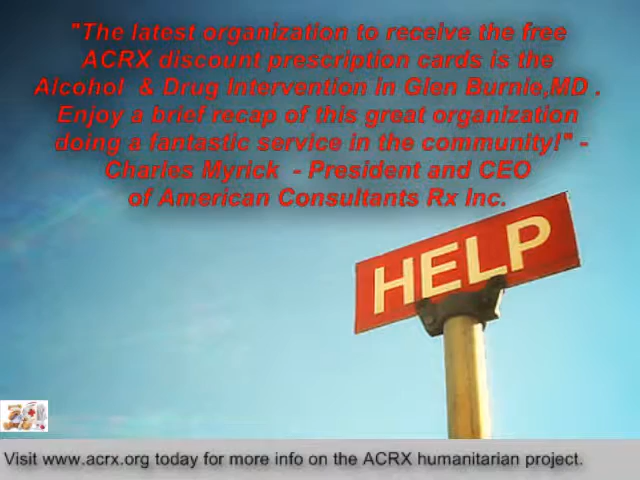 "The latest organization to receive the free
ACRX discount prescription cards is the
Alcohol & Drug Intervention in Glen Burnie,MD .
Enjoy a brief recap of this great organization
doing a fantastic service in the community!" -
Charles Myrick - President and CEO
of American Consultants Rx Inc.
HELP
Visit www.acrx.org today for more info on the ACRX humanitarian project.